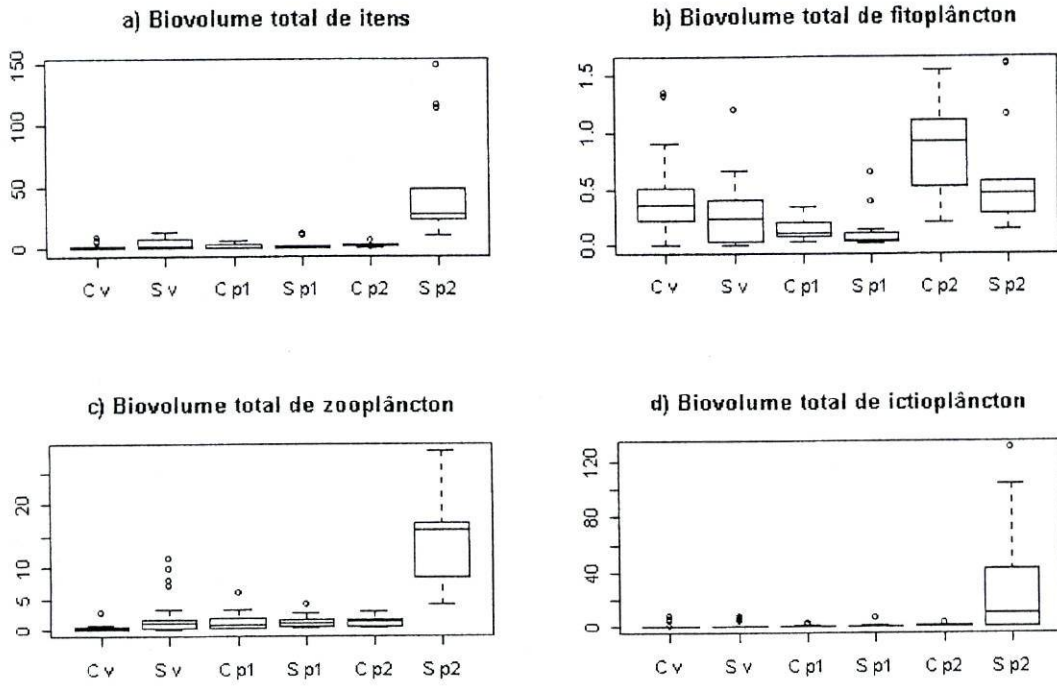 a) Biovolume total de itens
150
100
50
0
C v S v C p1 S p1 C p2 S p2
b) Biovolume total de fitoplâncton
1.5
1.0
0.5
0.0
C v S v C p1 S p1 C p2 S p2
c) Biovolume total de zooplâncton
20
10
5
0
C v S v C p1 S p1 C p2 S p2
d) Biovolume total de ictioplâncton
120
80
40
0
C v S v C p1 S p1 C p2 S p2